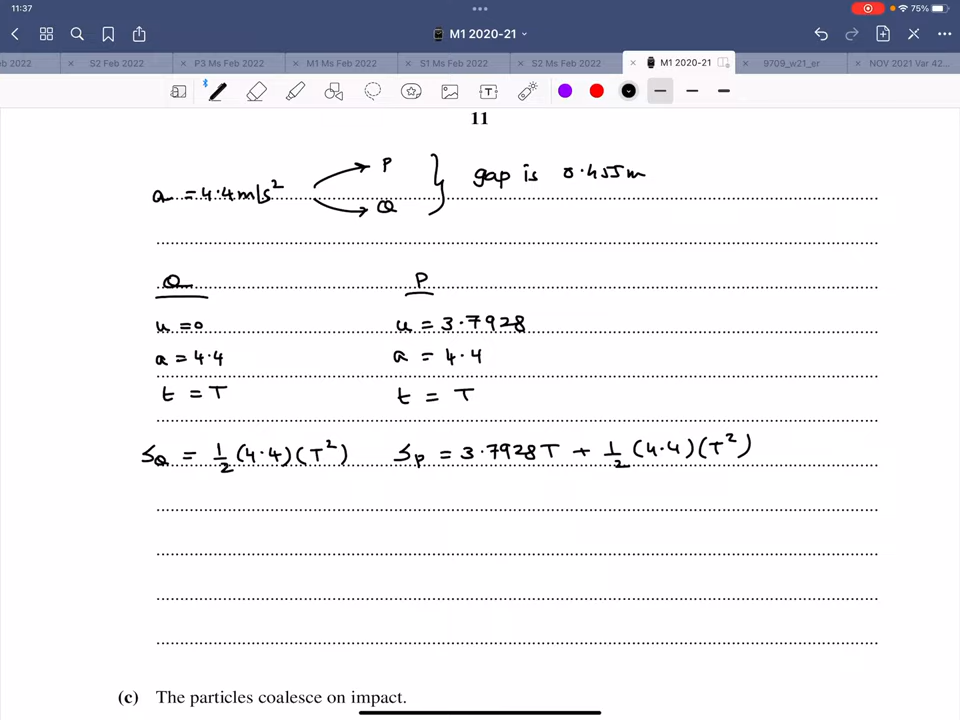 11:37
75%
M1 2020-21
eb 2022
S2 Feb 2022
P3 Ms Feb 2022
M1 Ms Feb 2022
S1 Ms Feb 2022
S2 Ms Feb 2022
M1 2020-21
9709_w21_er
NOV 2021 Var 42...
11
a = 4.4 m/s² P Q } gap is 0.455m
Q P
u = 0 u = 3.7928
a = 4.4 a = 4.4
t = T t = T
S_Q = 1/2 (4.4)(T²) S_P = 3.7928T + 1/2 (4.4)(T²)
(c) The particles coalesce on impact.